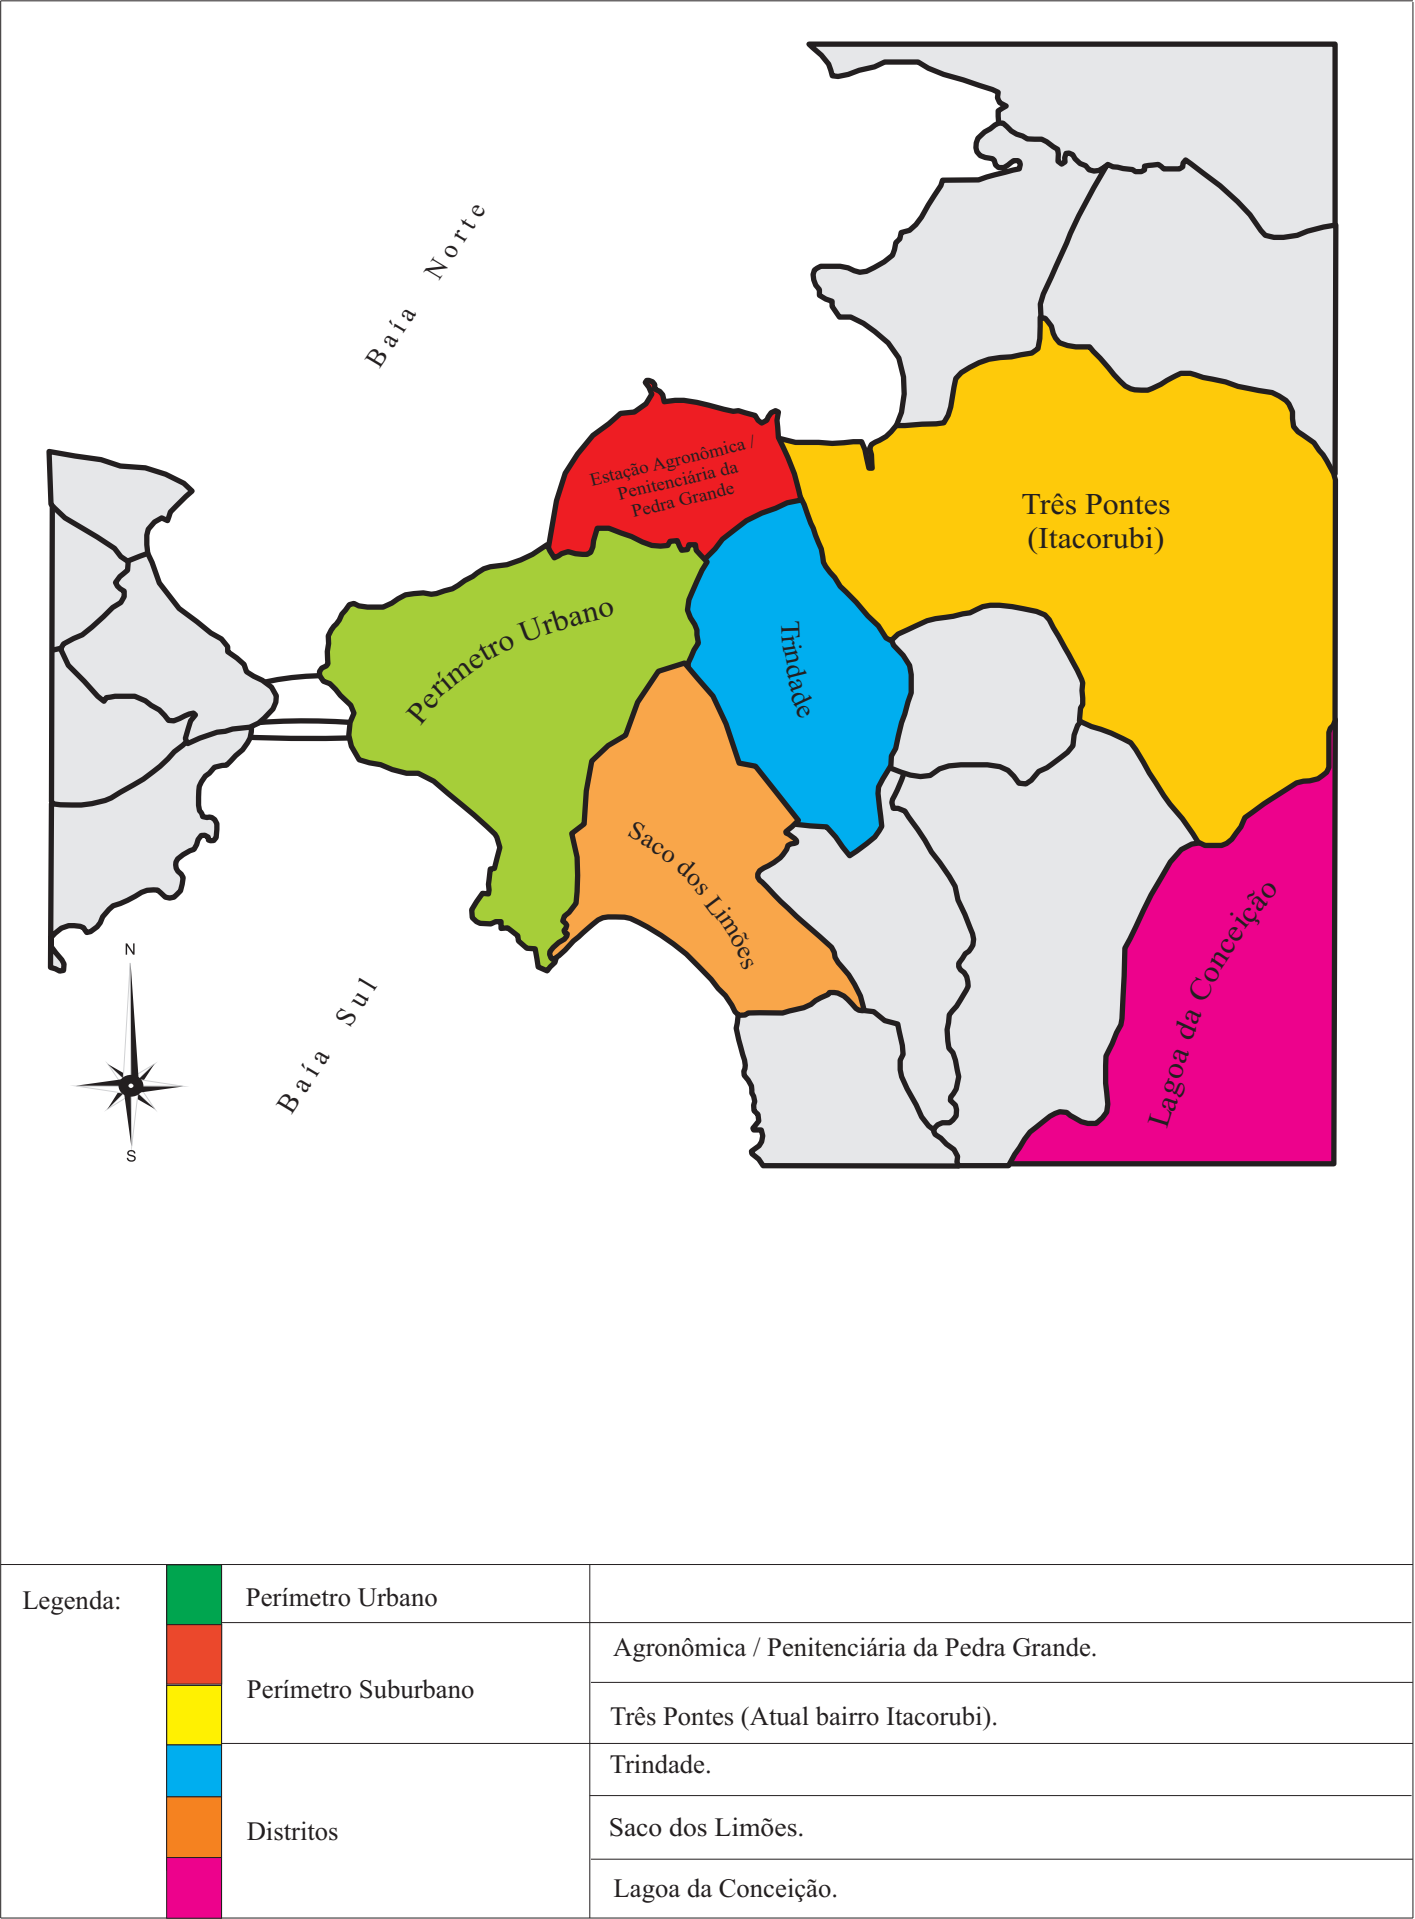 Baía Norte
Estação Agronômica /
Penitenciária da
Pedra Grande
Três Pontes
(Itacorubi)
Perímetro Urbano
Trindade
Saco dos Limões
Lagoa da Conceição
N
S
Baía Sul
Legenda:
Perímetro Urbano
Perímetro Suburbano
Agronômica / Penitenciária da Pedra Grande.
Três Pontes (Atual bairro Itacorubi).
Distritos
Trindade.
Saco dos Limões.
Lagoa da Conceição.